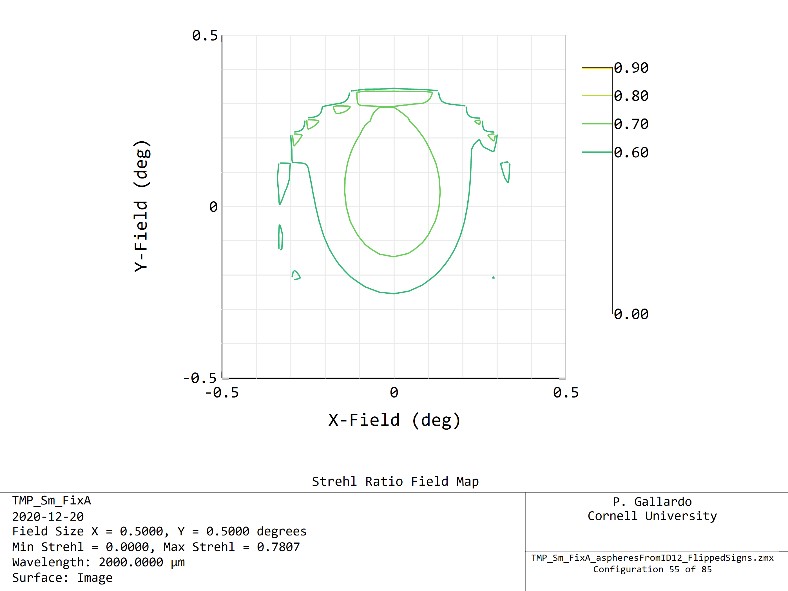 0.5
0
-0.5
Y-Field (deg)
-0.5
0
0.5
X-Field (deg)
0.90
0.80
0.70
0.60
0.00
Strehl Ratio Field Map
TMP_Sm_FixA
2020-12-20
Field Size X = 0.5000, Y = 0.5000 degrees
Min Strehl = 0.0000, Max Strehl = 0.7807
Wavelength: 2000.0000 µm
Surface: Image
P. Gallardo
Cornell University
TMP_Sm_FixA_aspheresFromID12_FlippedSigns.zmx
Configuration 55 of 85